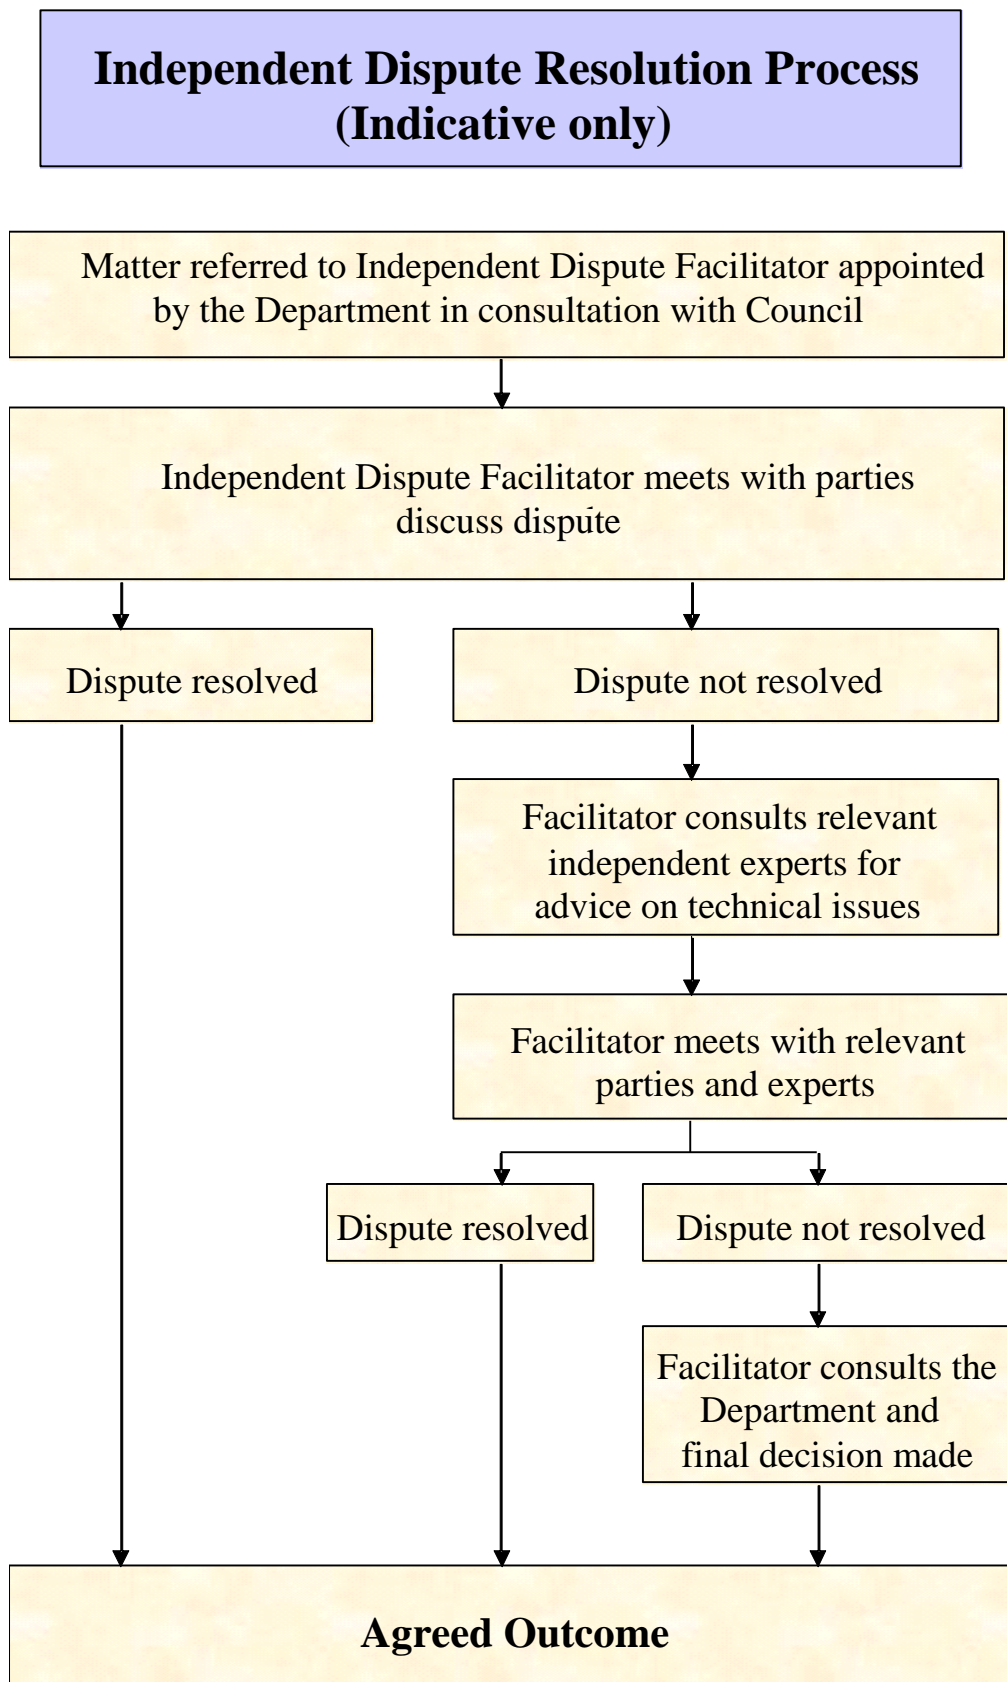 Independent Dispute Resolution Process
(Indicative only)
Matter referred to Independent Dispute Facilitator appointed
by the Department in consultation with Council
Independent Dispute Facilitator meets with parties
discuss dispute
Dispute resolved
Dispute not resolved
Facilitator consults relevant
independent experts for
advice on technical issues
Facilitator meets with relevant
parties and experts
Dispute resolved
Dispute not resolved
Facilitator consults the
Department and
final decision made
Agreed Outcome